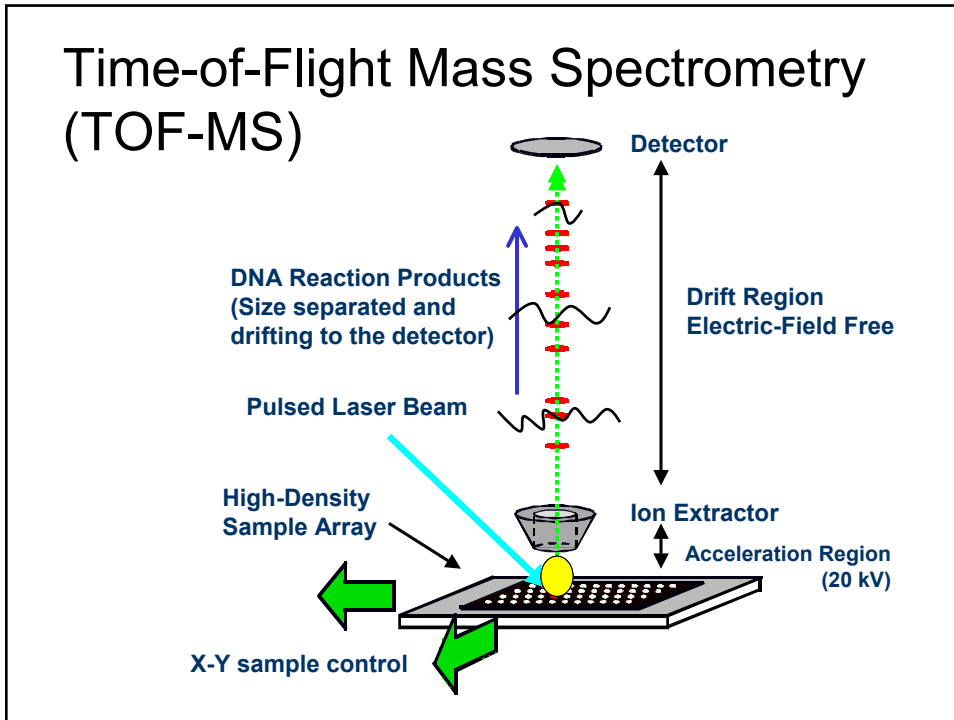 Time-of-Flight Mass Spectrometry
(TOF-MS)
Detector
DNA Reaction Products
(Size separated and
drifting to the detector)
Drift Region
Electric-Field Free
Pulsed Laser Beam
High-Density
Sample Array
Ion Extractor
Acceleration Region
(20 kV)
X-Y sample control